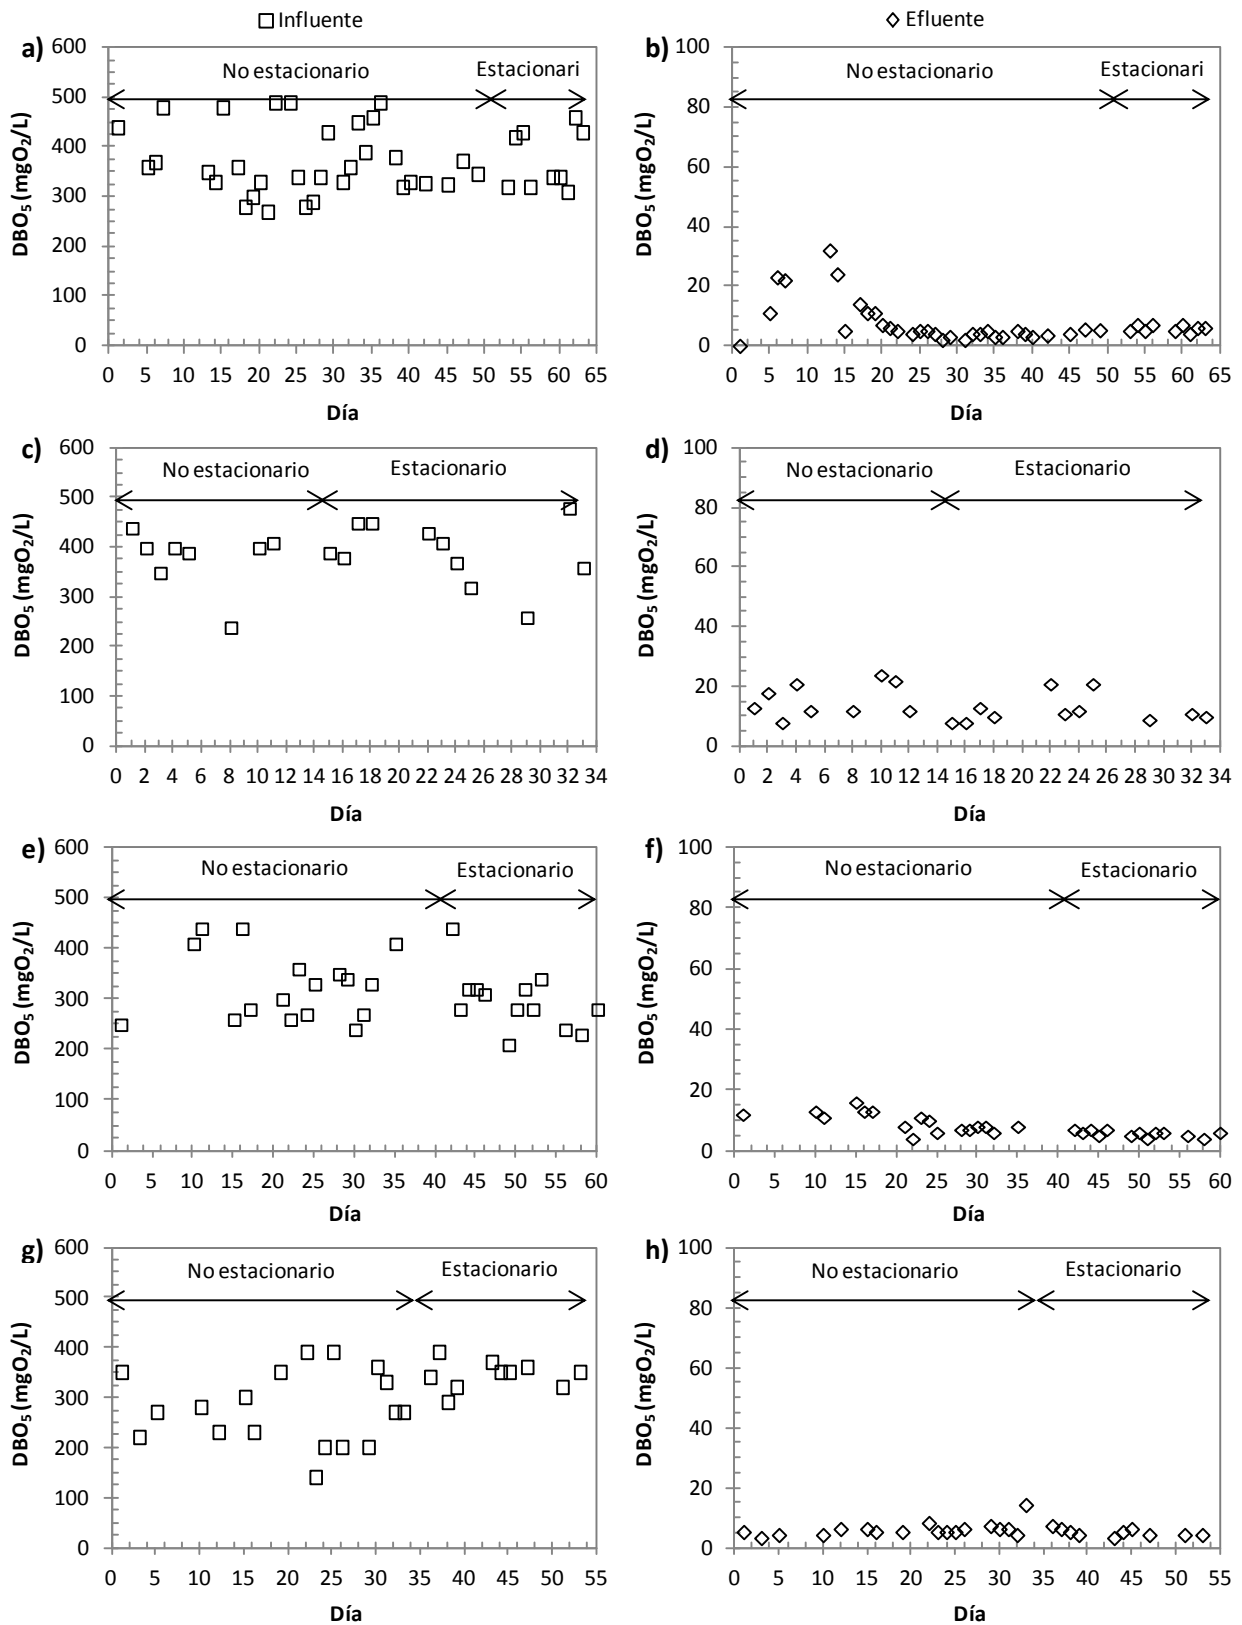 Influente
Efluente
a)
No estacionario
Estacionari
600
500
400
300
200
100
0
DBO₅ (mgO₂/L)
0 5 10 15 20 25 30 35 40 45 50 55 60 65
Día
b)
No estacionario
Estacionari
100
80
60
40
20
0
DBO₅ (mgO₂/L)
0 5 10 15 20 25 30 35 40 45 50 55 60 65
Día
c)
No estacionario
Estacionario
600
500
400
300
200
100
0
DBO₅ (mgO₂/L)
0 2 4 6 8 10 12 14 16 18 20 22 24 26 28 30 32 34
Día
d)
No estacionario
Estacionario
100
80
60
40
20
0
DBO₅ (mgO₂/L)
0 2 4 6 8 10 12 14 16 18 20 22 24 26 28 30 32 34
Día
e)
No estacionario
Estacionario
600
500
400
300
200
100
0
DBO₅ (mgO₂/L)
0 5 10 15 20 25 30 35 40 45 50 55 60
Día
f)
No estacionario
Estacionario
100
80
60
40
20
0
DBO₅ (mgO₂/L)
0 5 10 15 20 25 30 35 40 45 50 55 60
Día
g)
No estacionario
Estacionario
600
500
400
300
200
100
0
DBO₅ (mgO₂/L)
0 5 10 15 20 25 30 35 40 45 50 55
Día
h)
No estacionario
Estacionario
100
80
60
40
20
0
DBO₅ (mgO₂/L)
0 5 10 15 20 25 30 35 40 45 50 55
Día